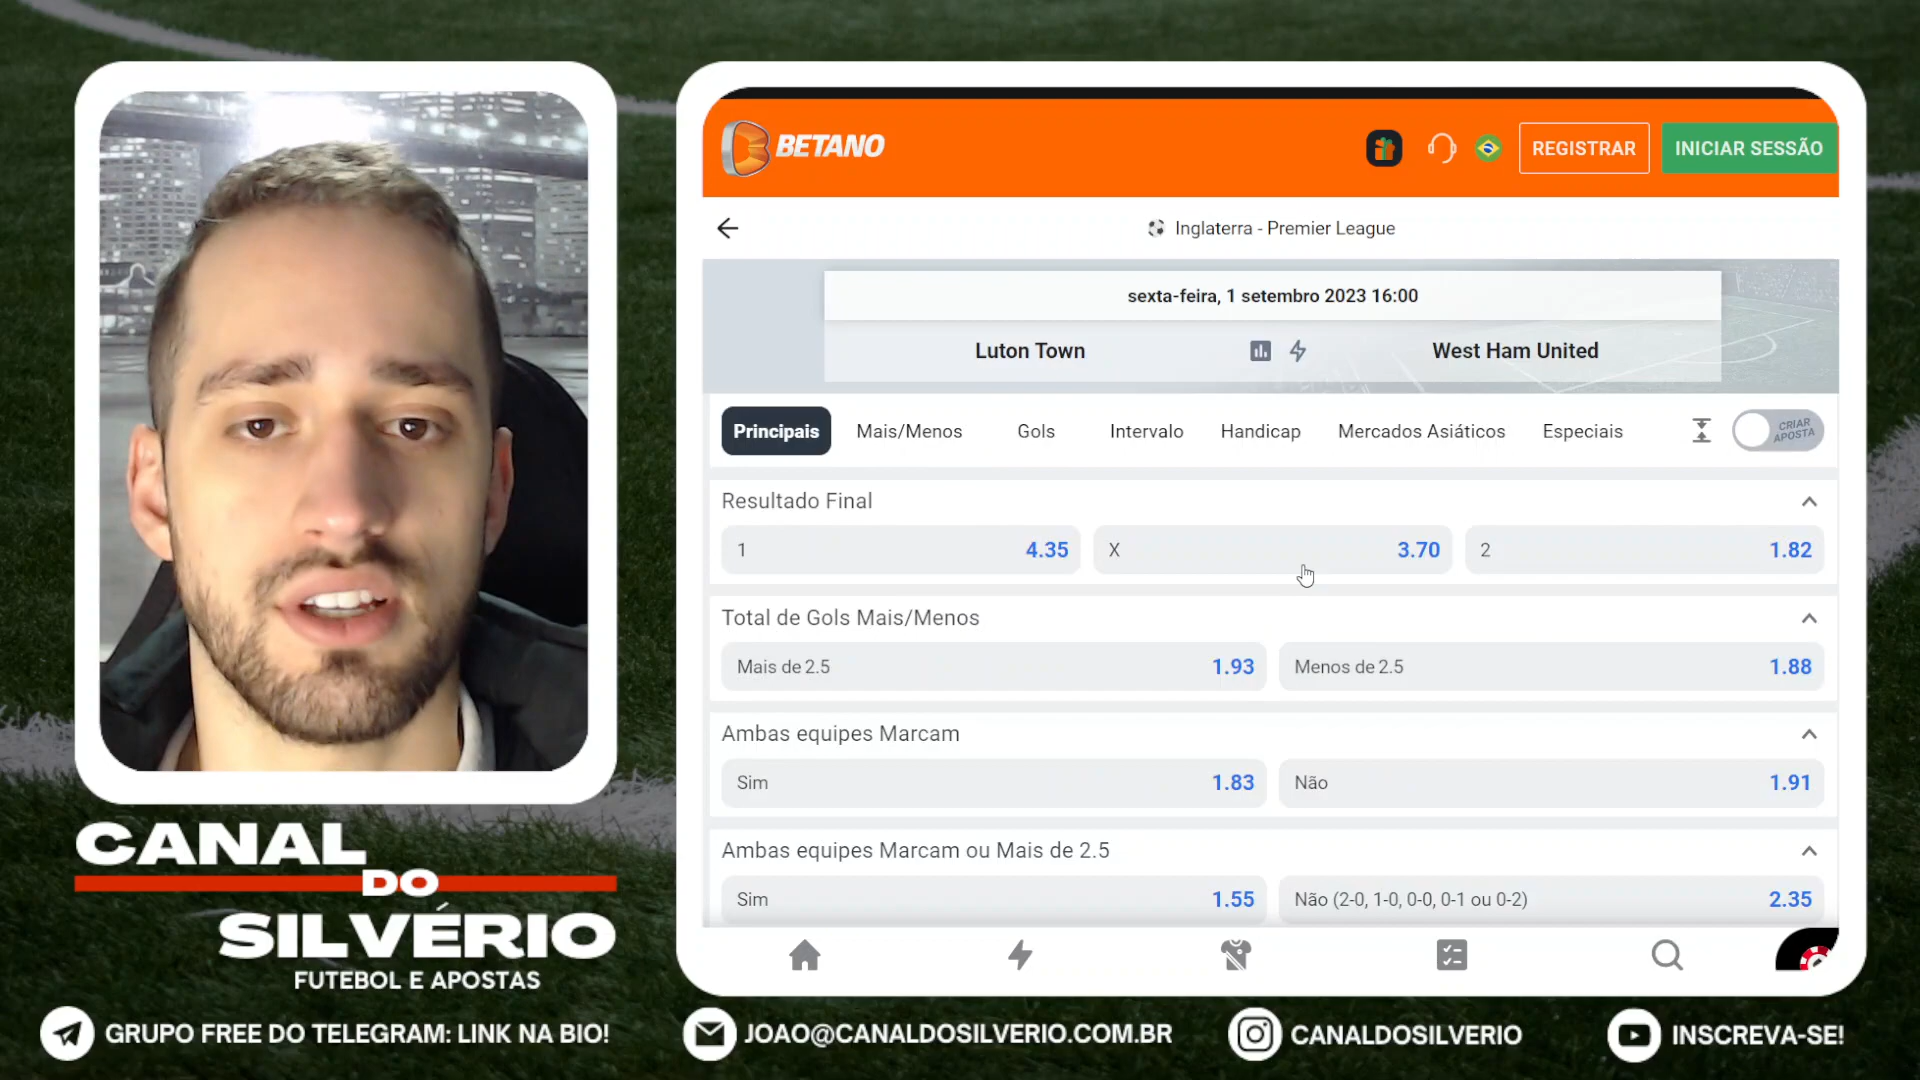 BETANO
REGISTRAR
INICIAR SESSÃO
Inglaterra - Premier League
sexta-feira, 1 setembro 2023 16:00
Luton Town
West Ham United
Principais
Mais/Menos
Gols
Intervalo
Handicap
Mercados Asiáticos
Especiais
CRIAR
APOSTA
Resultado Final
1 4.35
X 3.70
2 1.82
Total de Gols Mais/Menos
Mais de 2.5 1.93
Menos de 2.5 1.88
Ambas equipes Marcam
Sim 1.83
Não 1.91
Ambas equipes Marcam ou Mais de 2.5
Sim 1.55
Não (2-0, 1-0, 0-0, 0-1 ou 0-2) 2.35
CANAL
DO
SILVÉRIO
FUTEBOL E APOSTAS
GRUPO FREE DO TELEGRAM: LINK NA BIO!
JOAO@CANALDOSILVERIO.COM.BR
CANALDOSILVERIO
INSCREVA-SE!